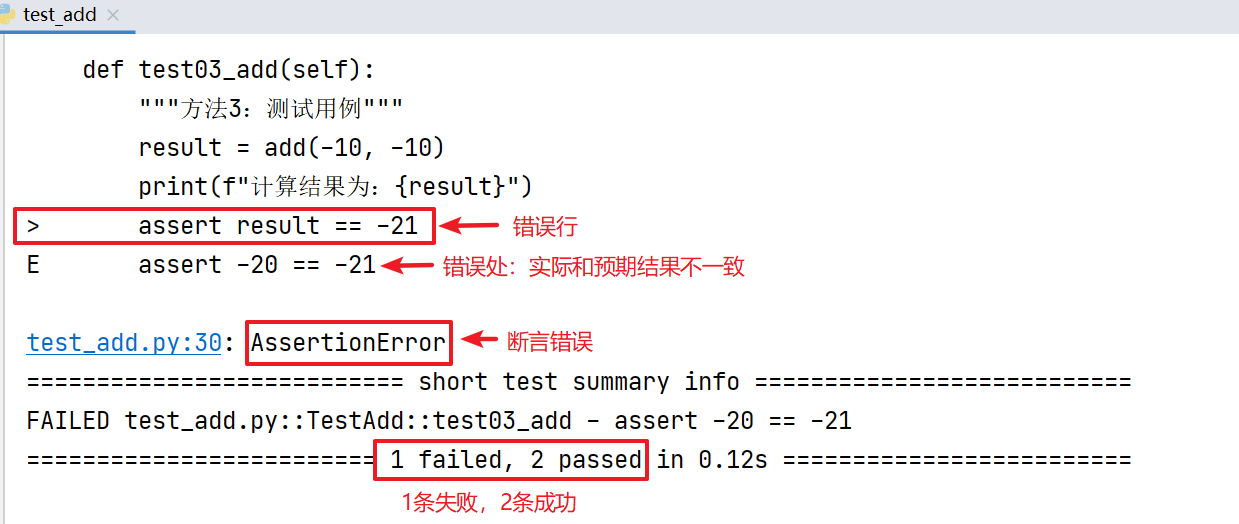 test_add
def test03_add(self):
"""方法3：测试用例"""
result = add(-10, -10)
print(f"计算结果为：{result}")
> assert result == -21 错误行
E assert -20 == -21 错误处：实际和预期结果不一致
test_add.py:30: AssertionError 断言错误
=========================== short test summary info ===========================
FAILED test_add.py::TestAdd::test03_add - assert -20 == -21
========================= 1 failed, 2 passed in 0.12s =========================
1条失败，2条成功